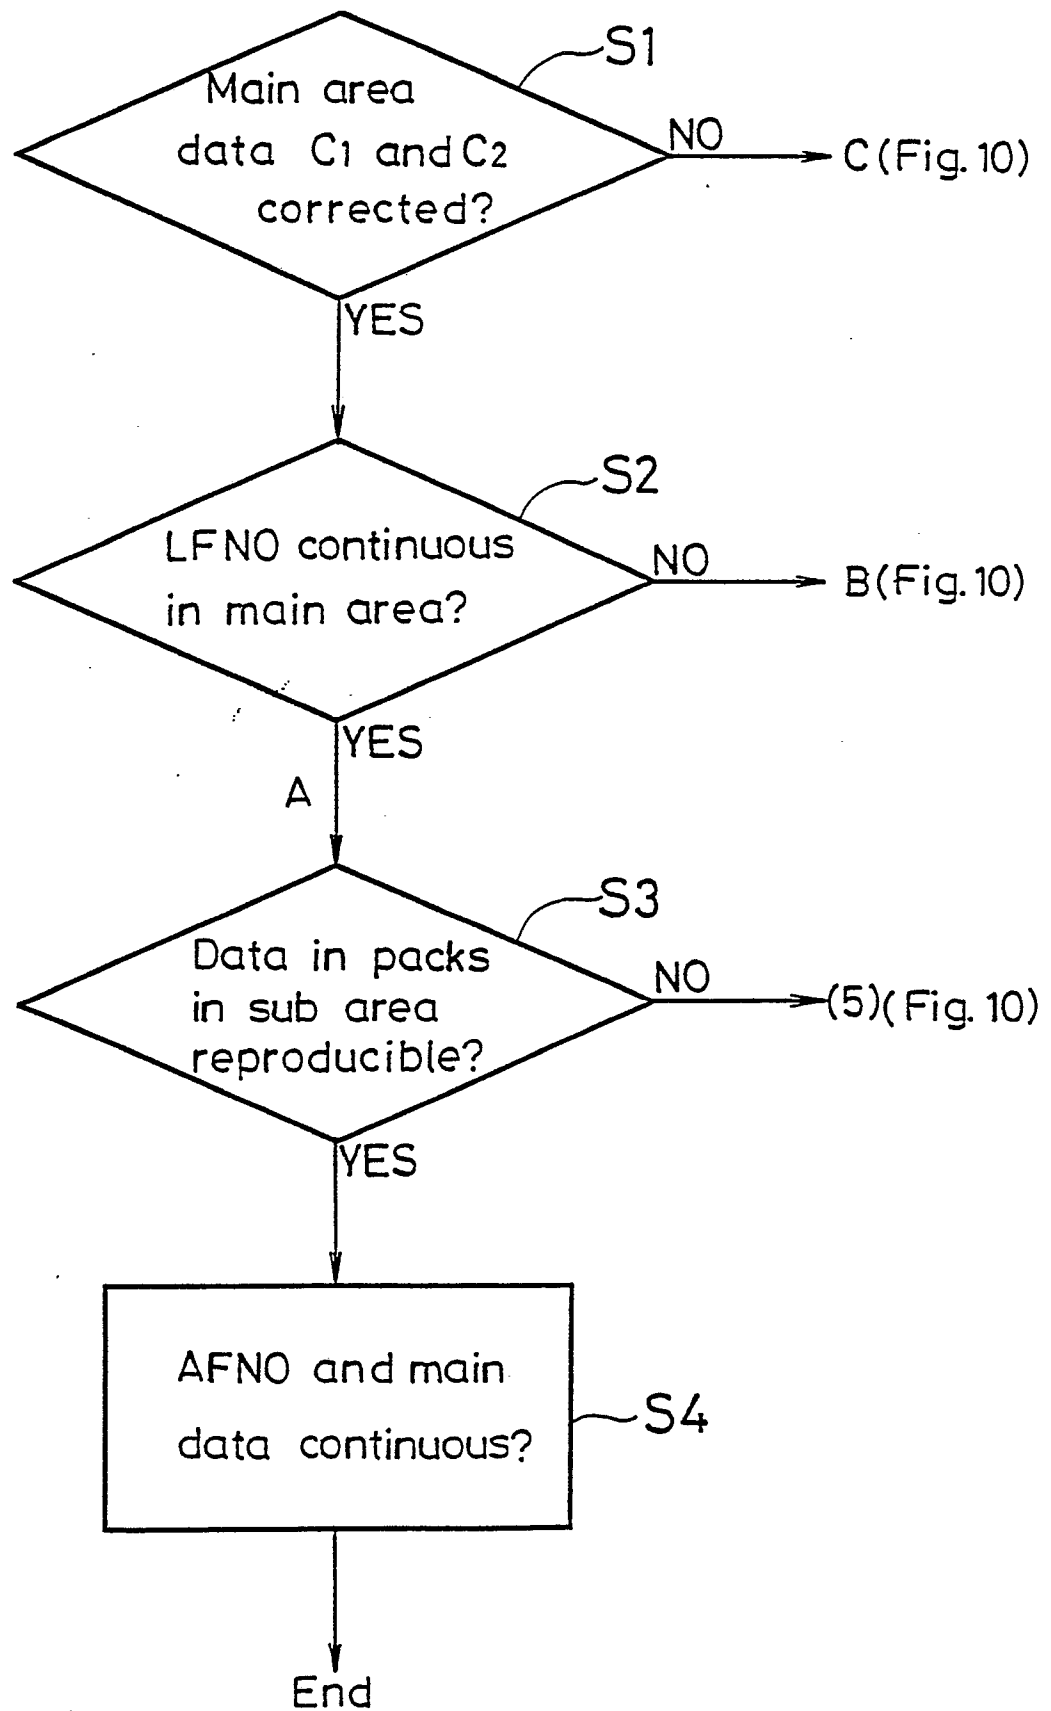 S1
Main area
data C1 and C2
corrected?
NO
C(Fig.10)
YES
S2
LFNO continuous
in main area?
NO
B(Fig.10)
YES
A
S3
Data in packs
in sub area
reproducible?
NO
(5)(Fig.10)
YES
AFNO and main
data continuous?
S4
End